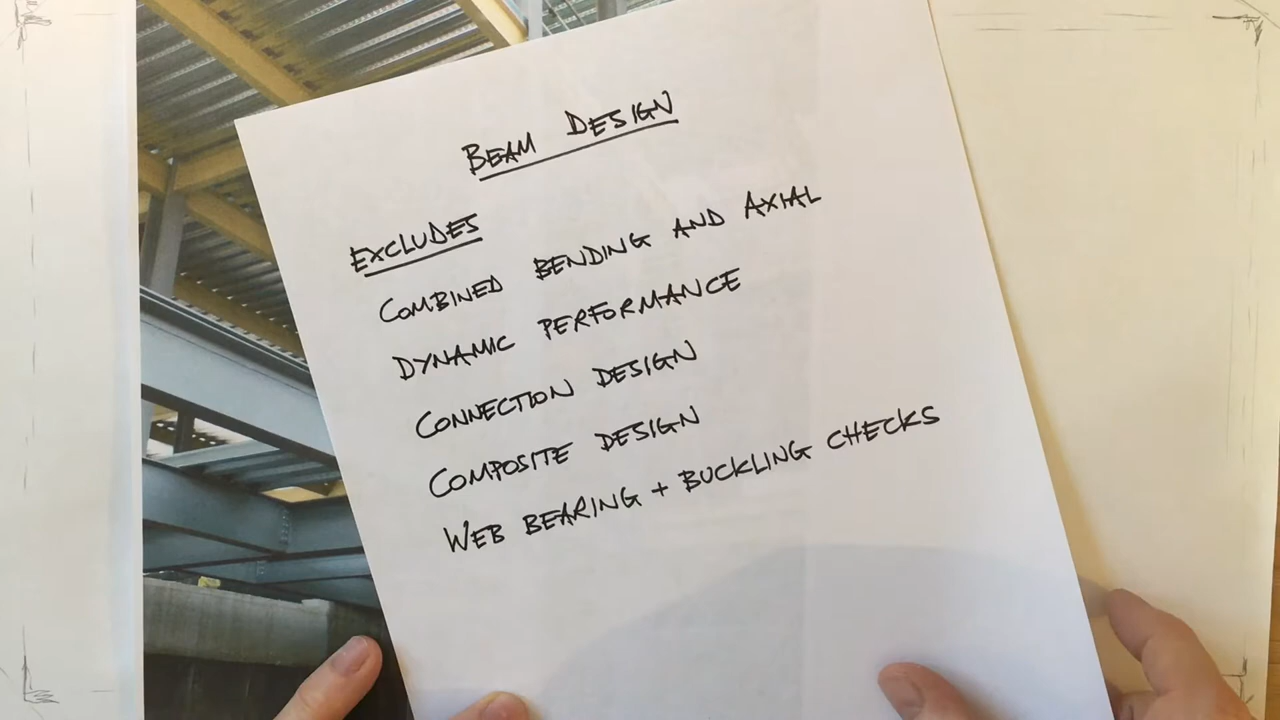 BEAM DESIGN
EXCLUDES
COMBINED BENDING AND AXIAL
DYNAMIC PERFORMANCE
CONNECTION DESIGN
COMPOSITE DESIGN
WEB BEARING + BUCKLING CHECKS